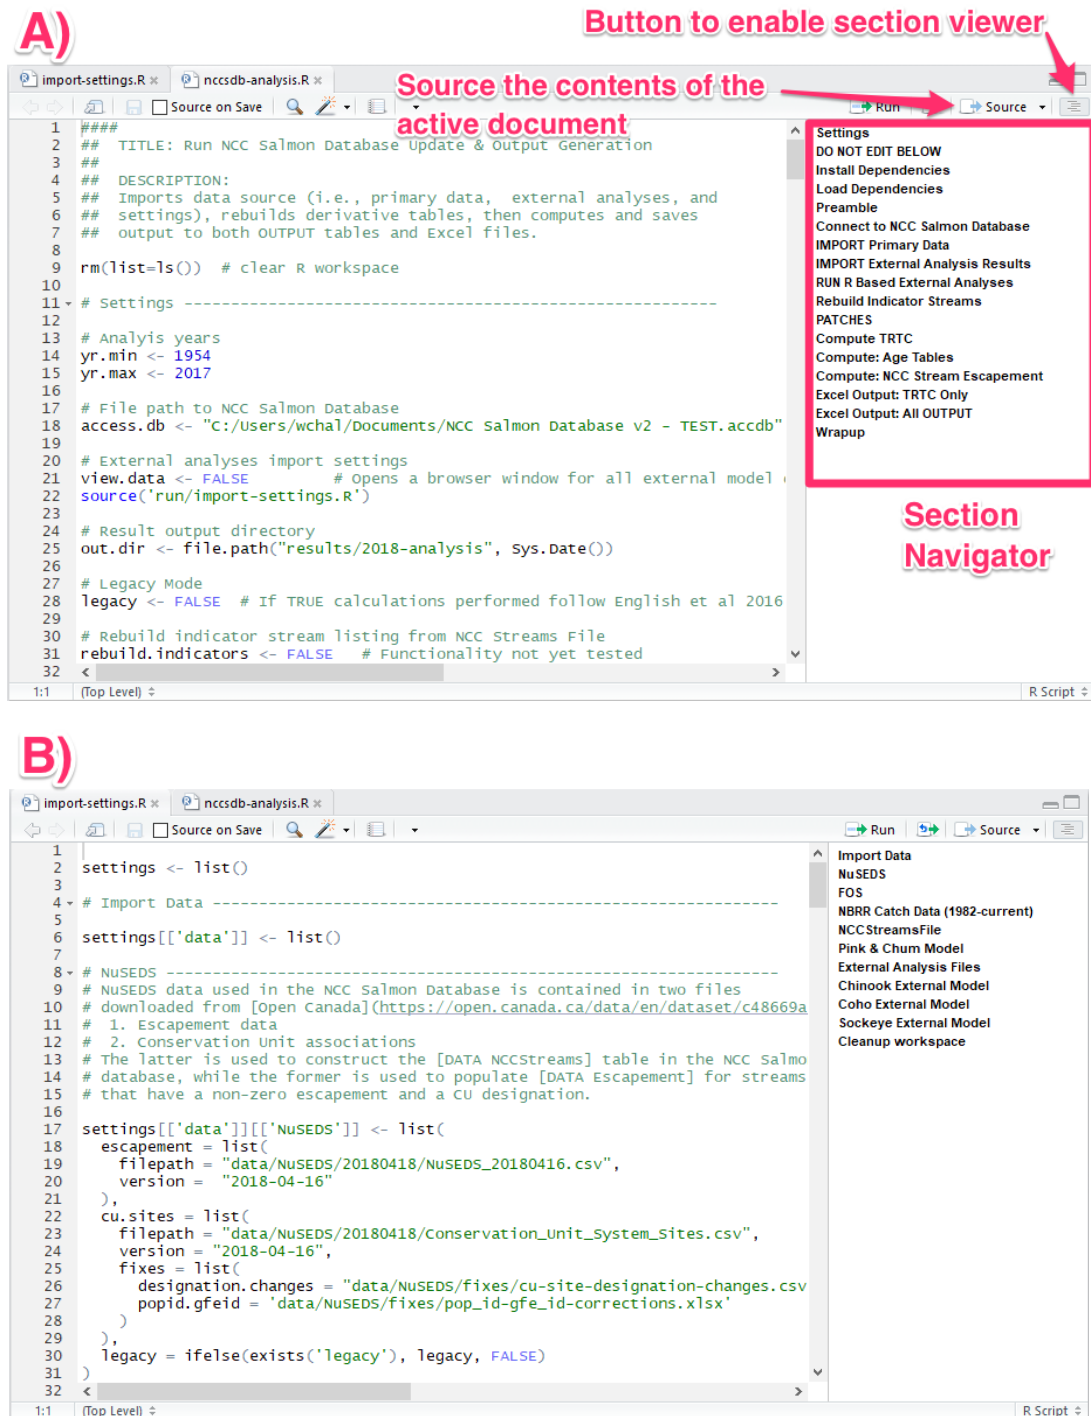 A)
Button to enable section viewer
import-settings.R × nccsdb-analysis.R ×
Source the contents of the
active document
Source on Save Run Source
1 ####
2 ##  TITLE: Run NCC Salmon Database Update & Output Generation
3 ##
4 ##  DESCRIPTION:
5 ##  Imports data source (i.e., primary data,  external analyses, and
6 ##  settings), rebuilds derivative tables, then computes and saves
7 ##  output to both OUTPUT tables and Excel files.
8
9 rm(list=ls())  # clear R workspace
10
11 # Settings ----------------------------------------------------------
12
13 # Analyis years
14 yr.min <- 1954
15 yr.max <- 2017
16
17 # File path to NCC Salmon Database
18 access.db <- "C:/Users/wchal/Documents/NCC Salmon Database v2 - TEST.accdb"
19
20 # External analyses import settings
21 view.data <- FALSE         # Opens a browser window for all external model
22 source('run/import-settings.R')
23
24 # Result output directory
25 out.dir <- file.path("results/2018-analysis", Sys.Date())
26
27 # Legacy Mode
28 legacy <- FALSE  # If TRUE calculations performed follow English et al 2016
29
30 # Rebuild indicator stream listing from NCC Streams File
31 rebuild.indicators <- FALSE   # Functionality not yet tested
32
Settings
DO NOT EDIT BELOW
Install Dependencies
Load Dependencies
Preamble
Connect to NCC Salmon Database
IMPORT Primary Data
IMPORT External Analysis Results
RUN R Based External Analyses
Rebuild Indicator Streams
PATCHES
Compute TRTC
Compute: Age Tables
Compute: NCC Stream Escapement
Excel Output: TRTC Only
Excel Output: All OUTPUT
Wrapup
Section
Navigator
1:1 (Top Level) R Script
B)
import-settings.R × nccsdb-analysis.R ×
Source on Save Run Source
1
2 settings <- list()
3
4 # Import Data -------------------------------------------------------------
5
6 settings[['data']] <- list()
7
8 # NuSEDS ------------------------------------------------------------------
9 # NuSEDS data used in the NCC Salmon Database is contained in two files
10 # downloaded from [Open Canada](https://open.canada.ca/data/en/dataset/c48669a
11 #  1. Escapement data
12 #  2. Conservation Unit associations
13 # The latter is used to construct the [DATA NCCStreams] table in the NCC Salmo
14 # database, while the former is used to populate [DATA Escapement] for streams
15 # that have a non-zero escapement and a CU designation.
16
17 settings[['data']][['NuSEDS']] <- list(
18   escapement = list(
19     filepath = "data/NuSEDS/20180418/NuSEDS_20180416.csv",
20     version =  "2018-04-16"
21   ),
22   cu.sites = list(
23     filepath = "data/NuSEDS/20180418/Conservation_Unit_System_Sites.csv",
24     version = "2018-04-16",
25     fixes = list(
26       designation.changes = "data/NuSEDS/fixes/cu-site-designation-changes.csv
27       popid.gfeid = 'data/NuSEDS/fixes/pop_id-gfe_id-corrections.xlsx'
28     )
29   ),
30   legacy = ifelse(exists('legacy'), legacy, FALSE)
31 )
32
Import Data
NuSEDS
FOS
NBRR Catch Data (1982-current)
NCCStreamsFile
Pink & Chum Model
External Analysis Files
Chinook External Model
Coho External Model
Sockeye External Model
Cleanup workspace
1:1 (Top Level) R Script